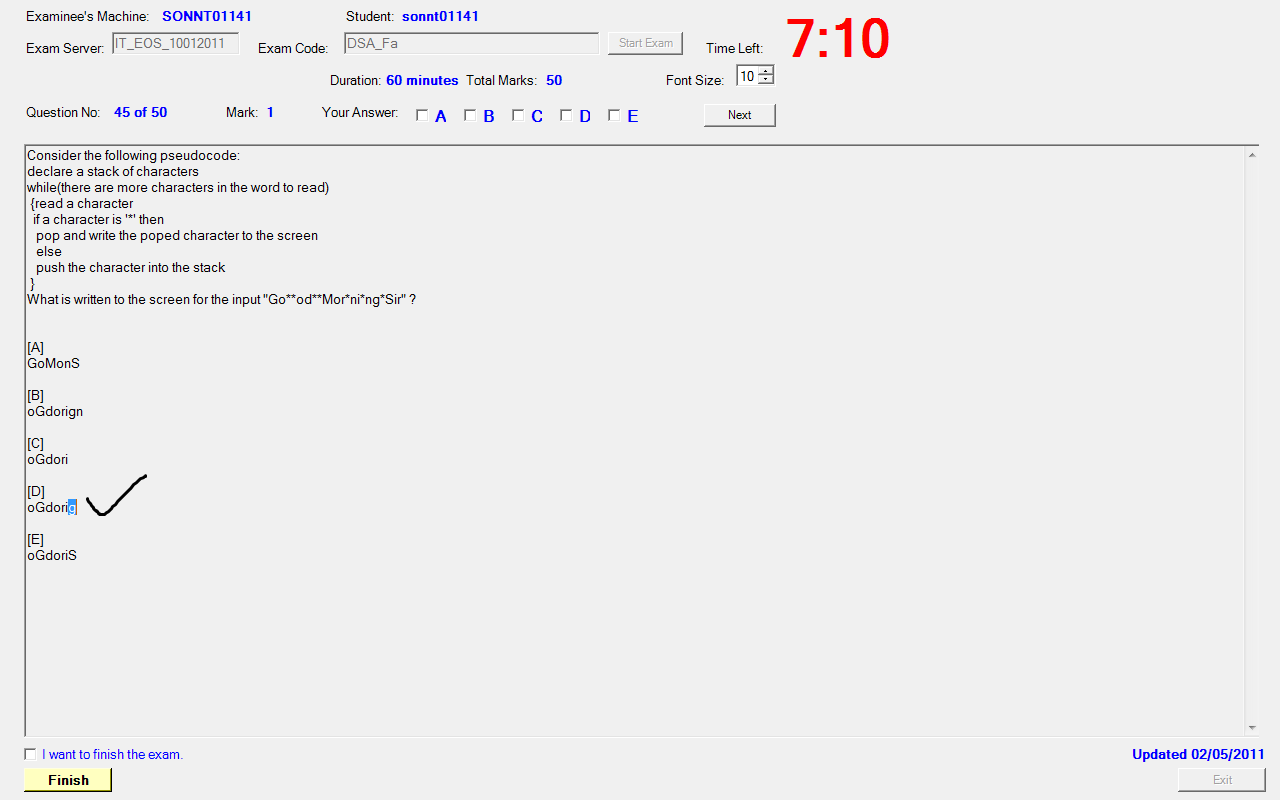 Examinee's Machine: SONNT01141 Student: sonnt01141
Exam Server: IT_EOS_10012011 Exam Code: DSA_Fa Start Exam Time Left: 7:10
Duration: 60 minutes Total Marks: 50 Font Size: 10
Question No: 45 of 50 Mark: 1 Your Answer: A B C D E Next
Consider the following pseudocode:
declare a stack of characters
while(there are more characters in the word to read)
{read a character
if a character is '*' then
pop and write the poped character to the screen
else
push the character into the stack
}
What is written to the screen for the input "Go**od**Mor*ni*ng*Sir" ?
[A]
GoMonS
[B]
oGdorign
[C]
oGdori
[D]
oGdorig
[E]
oGdoriS
I want to finish the exam. Updated 02/05/2011
Finish Exit